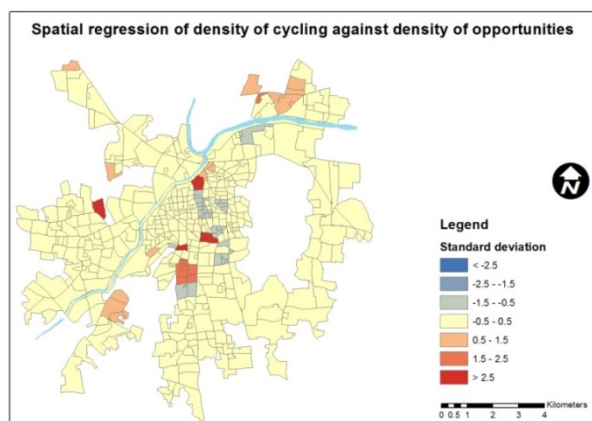 Spatial regression of density of cycling against density of opportunities
N
Legend
Standard deviation
< -2.5
-2.5 - -1.5
-1.5 - -0.5
-0.5 - 0.5
0.5 - 1.5
1.5 - 2.5
> 2.5
Kilometers
0 0.5 1 2 3 4